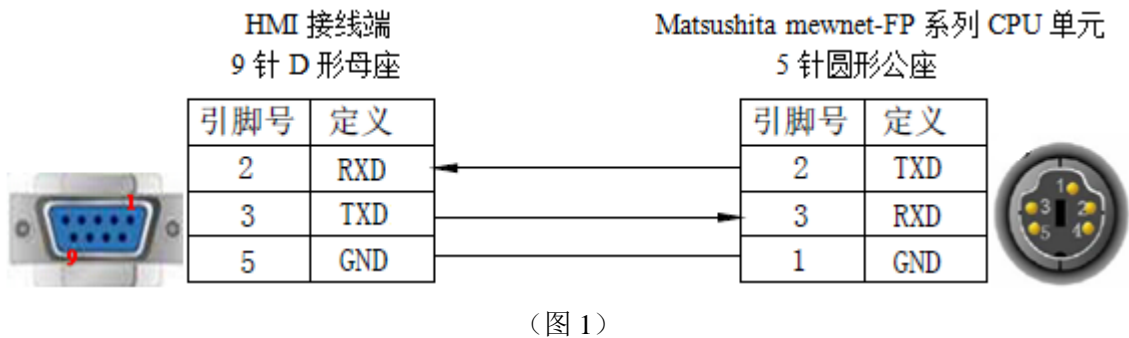 HMI 接线端
9 针 D 形母座
Matsushita mewnet-FP 系列 CPU 单元
5 针圆形公座
引脚号 定义
2 RXD
3 TXD
5 GND
引脚号 定义
2 TXD
3 RXD
1 GND
1
9
1
3 2
5 4
（图 1）